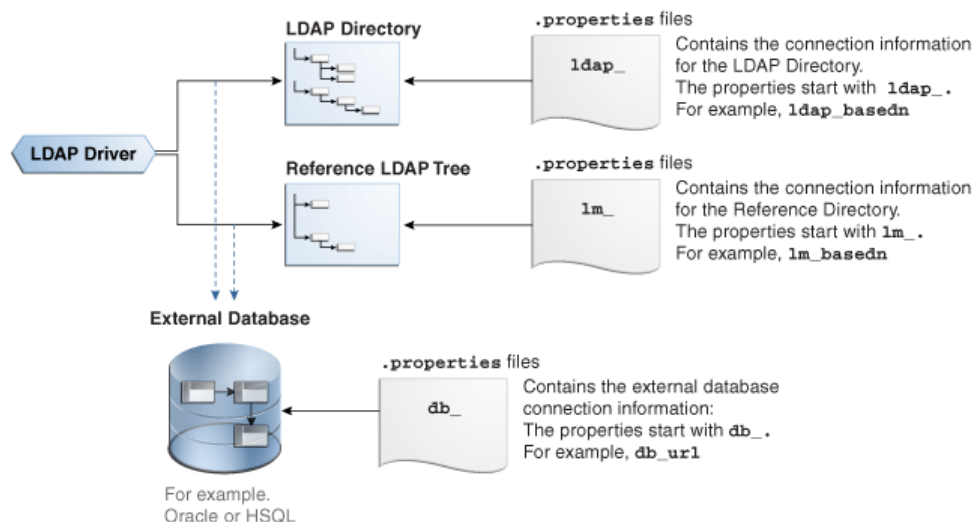 LDAP Directory
.properties files
ldap_
Contains the connection information
for the LDAP Directory.
The properties start with ldap_.
For example, ldap_basedn
LDAP Driver
Reference LDAP Tree
.properties files
lm_
Contains the connection information
for the Reference Directory.
The properties start with lm_.
For example, lm_basedn
External Database
.properties files
db_
Contains the external database
connection information:
The properties start with db_.
For example, db_url
For example.
Oracle or HSQL